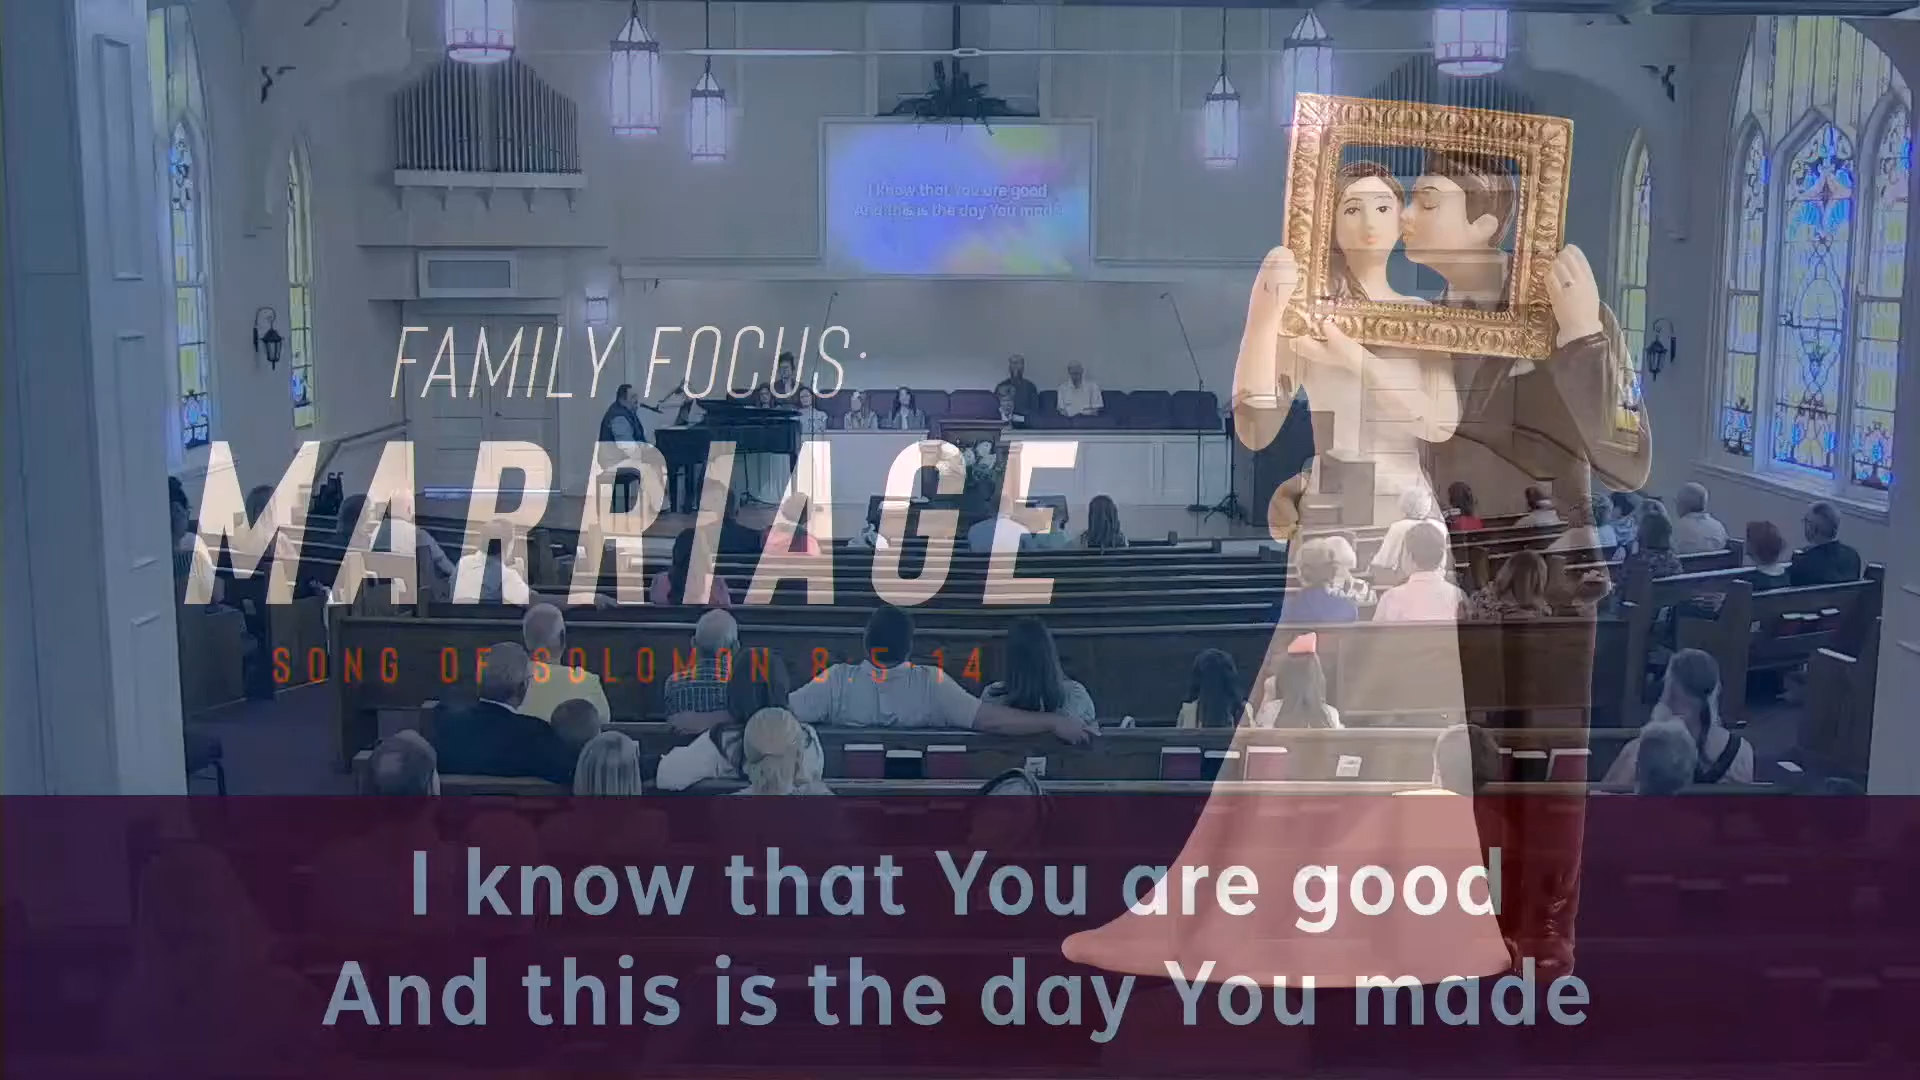 I know that You are good
And this is the day You made
FAMILY FOCUS:
MARRIAGE
SONG OF SOLOMON 8:5-14
I know that You are good
And this is the day You made